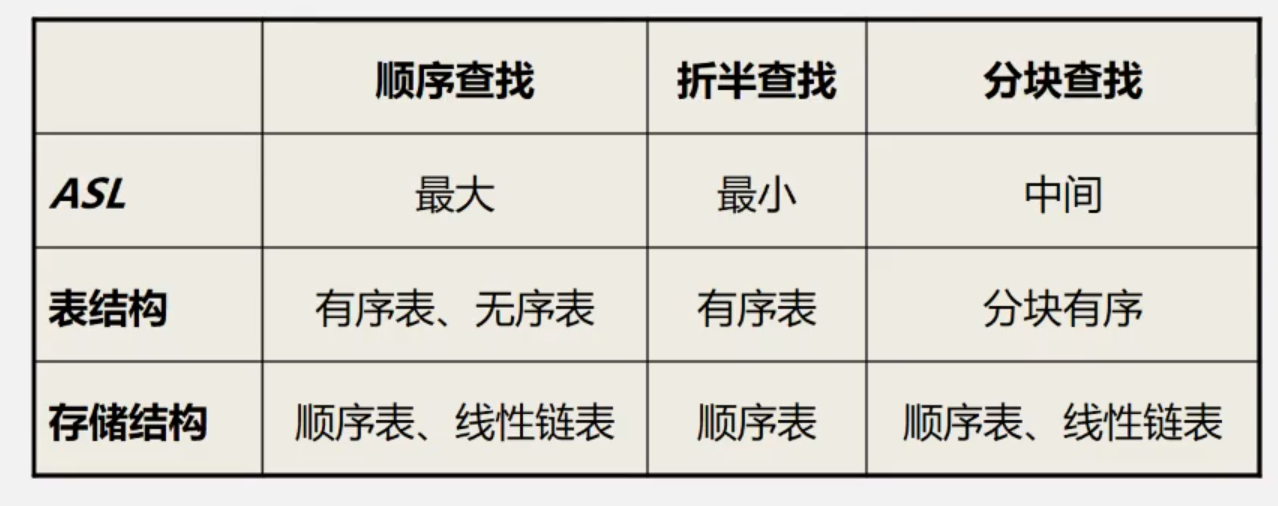 顺序查找 折半查找 分块查找
ASL 最大 最小 中间
表结构 有序表、无序表 有序表 分块有序
存储结构 顺序表、线性链表 顺序表 顺序表、线性链表